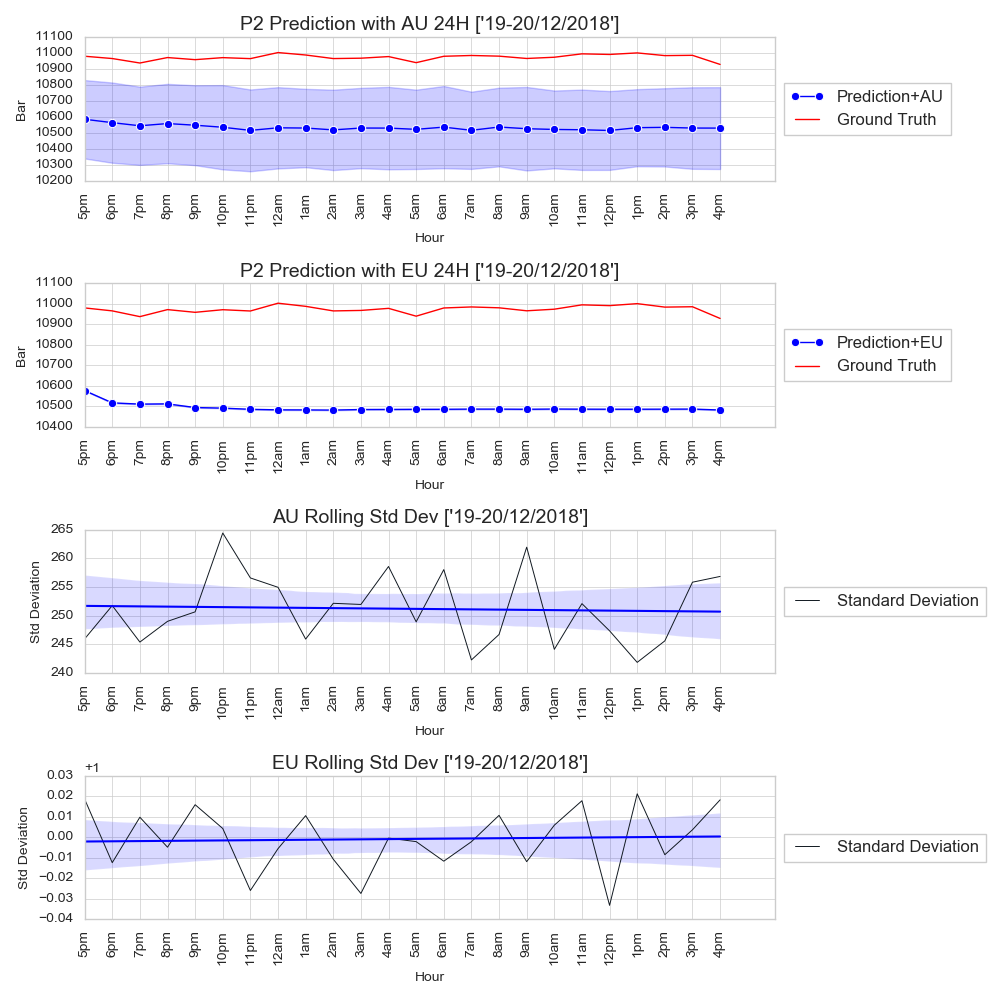 P2 Prediction with AU 24H ['19-20/12/2018']
11100
11000
10900
10800
10700
10600
10500
10400
10300
10200
Bar
5pm 6pm 7pm 8pm 9pm 10pm 11pm 12am 1am 2am 3am 4am 5am 6am 7am 8am 9am 10am 11am 12pm 1pm 2pm 3pm 4pm
Hour
Prediction+AU
Ground Truth
P2 Prediction with EU 24H ['19-20/12/2018']
11100
11000
10900
10800
10700
10600
10500
10400
Bar
5pm 6pm 7pm 8pm 9pm 10pm 11pm 12am 1am 2am 3am 4am 5am 6am 7am 8am 9am 10am 11am 12pm 1pm 2pm 3pm 4pm
Hour
Prediction+EU
Ground Truth
AU Rolling Std Dev ['19-20/12/2018']
265
260
255
250
245
240
Std Deviation
5pm 6pm 7pm 8pm 9pm 10pm 11pm 12am 1am 2am 3am 4am 5am 6am 7am 8am 9am 10am 11am 12pm 1pm 2pm 3pm 4pm
Hour
Standard Deviation
EU Rolling Std Dev ['19-20/12/2018']
+1
0.03
0.02
0.01
0.00
−0.01
−0.02
−0.03
−0.04
Std Deviation
5pm 6pm 7pm 8pm 9pm 10pm 11pm 12am 1am 2am 3am 4am 5am 6am 7am 8am 9am 10am 11am 12pm 1pm 2pm 3pm 4pm
Hour
Standard Deviation